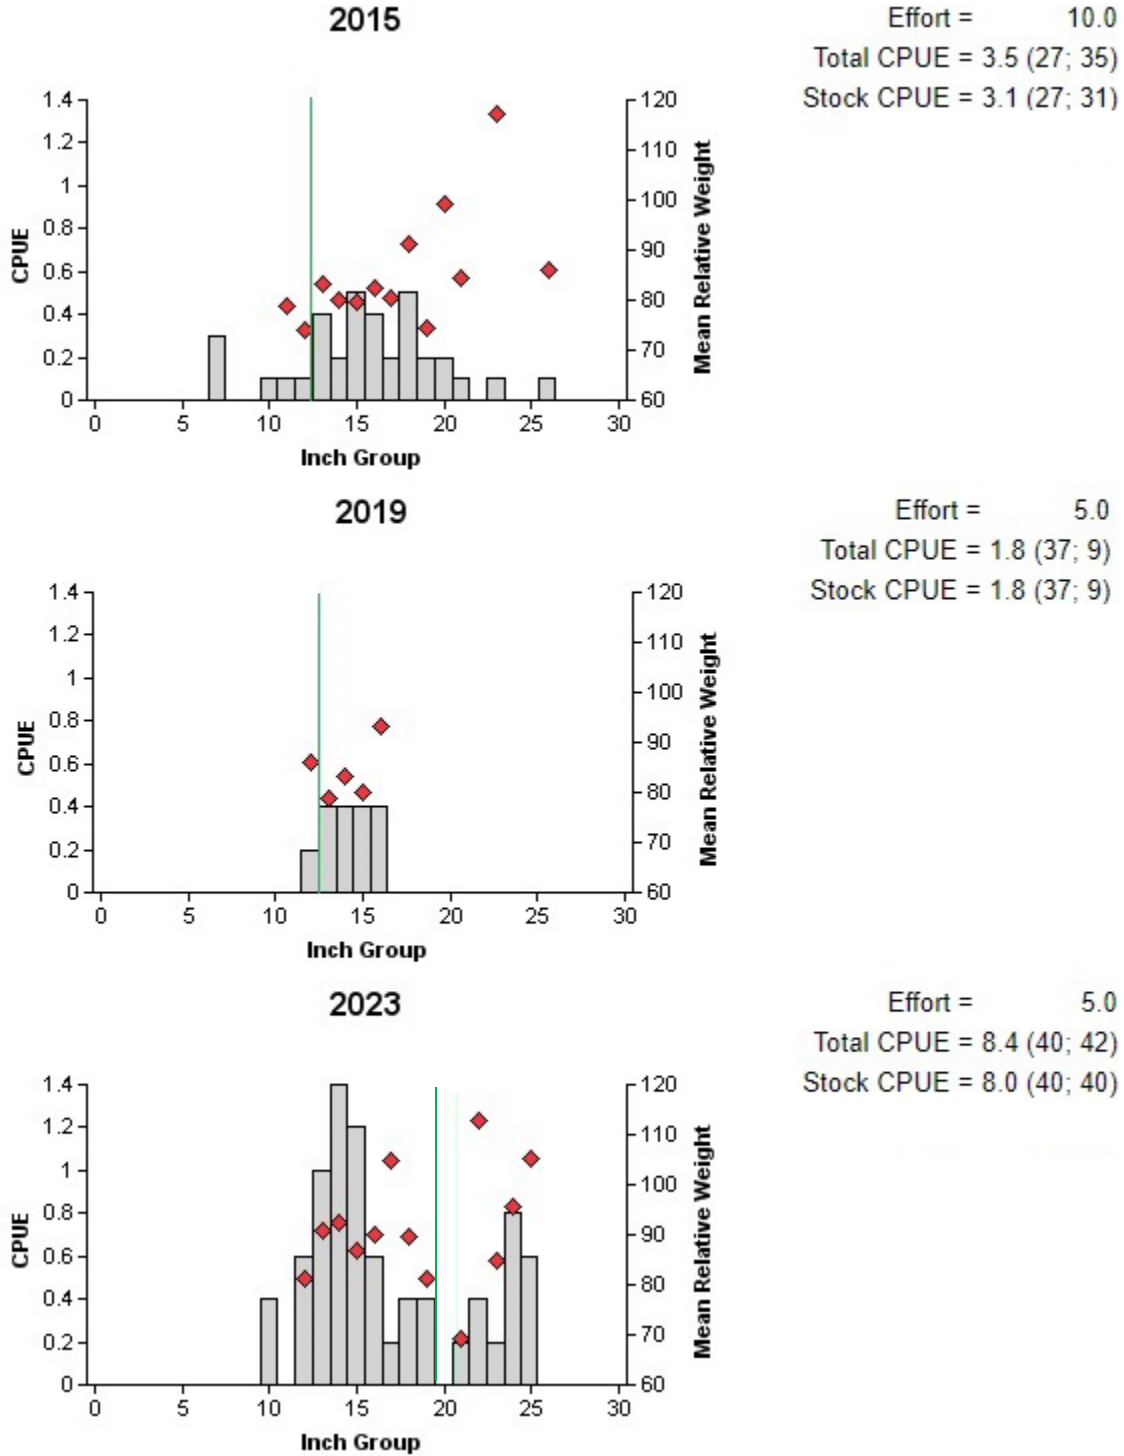 2015
Effort = 10.0
Total CPUE = 3.5 (27; 35)
Stock CPUE = 3.1 (27; 31)
1.4
1.2
1
0.8
0.6
0.4
0.2
0
CPUE
120
110
100
90
80
70
60
Mean Relative Weight
0 5 10 15 20 25 30
Inch Group
2019
Effort = 5.0
Total CPUE = 1.8 (37; 9)
Stock CPUE = 1.8 (37; 9)
1.4
1.2
1
0.8
0.6
0.4
0.2
0
CPUE
120
110
100
90
80
70
60
Mean Relative Weight
0 5 10 15 20 25 30
Inch Group
2023
Effort = 5.0
Total CPUE = 8.4 (40; 42)
Stock CPUE = 8.0 (40; 40)
1.4
1.2
1
0.8
0.6
0.4
0.2
0
CPUE
120
110
100
90
80
70
60
Mean Relative Weight
0 5 10 15 20 25 30
Inch Group